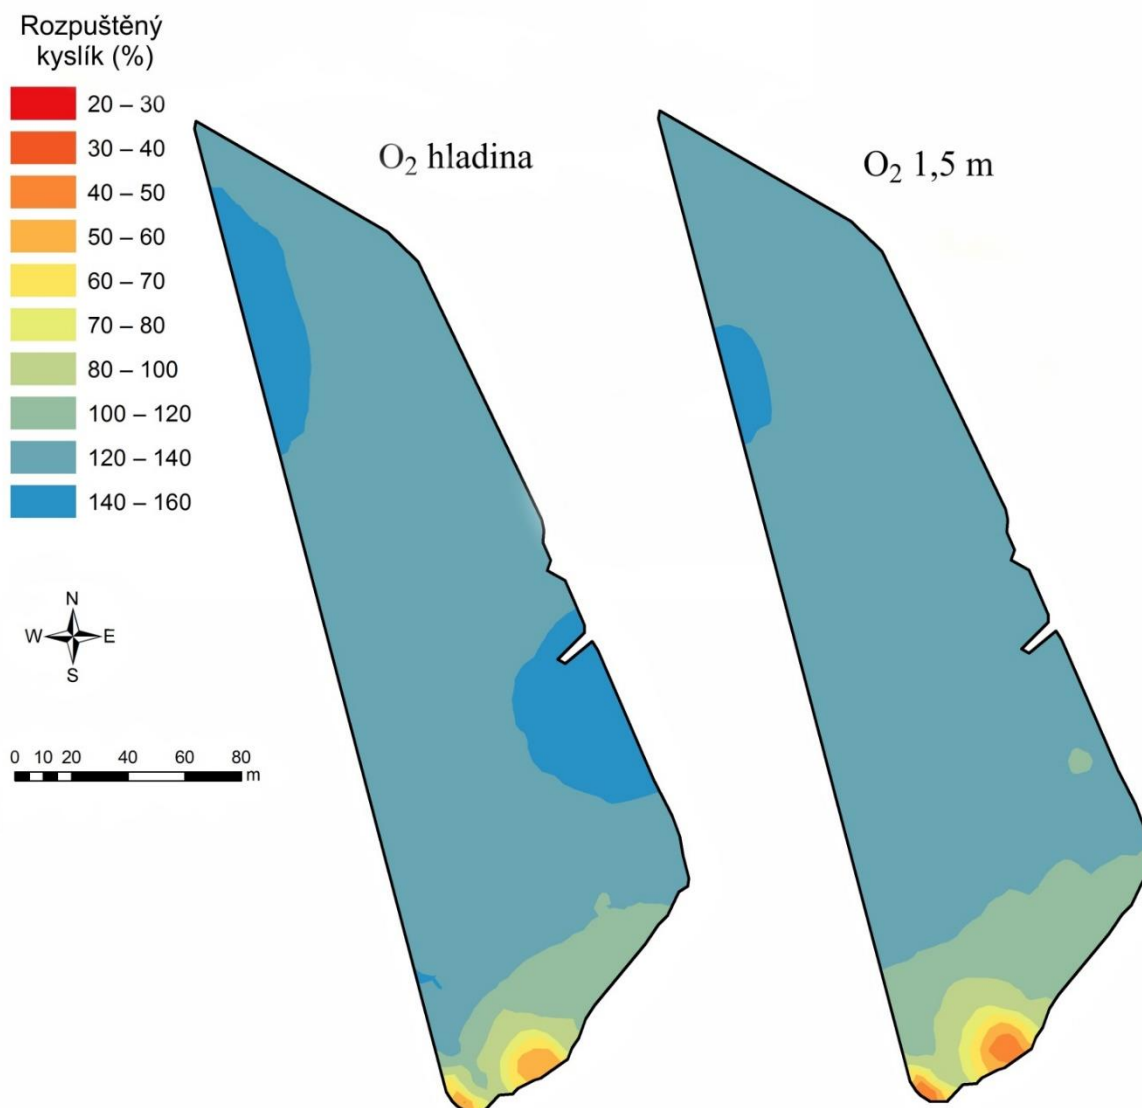 Rozpuštěný
kyslík (%)
20 – 30
30 – 40
40 – 50
50 – 60
60 – 70
70 – 80
80 – 100
100 – 120
120 – 140
140 – 160
O2 hladina
O2 1,5 m
N
W E
S
0 10 20 40 60 80
m